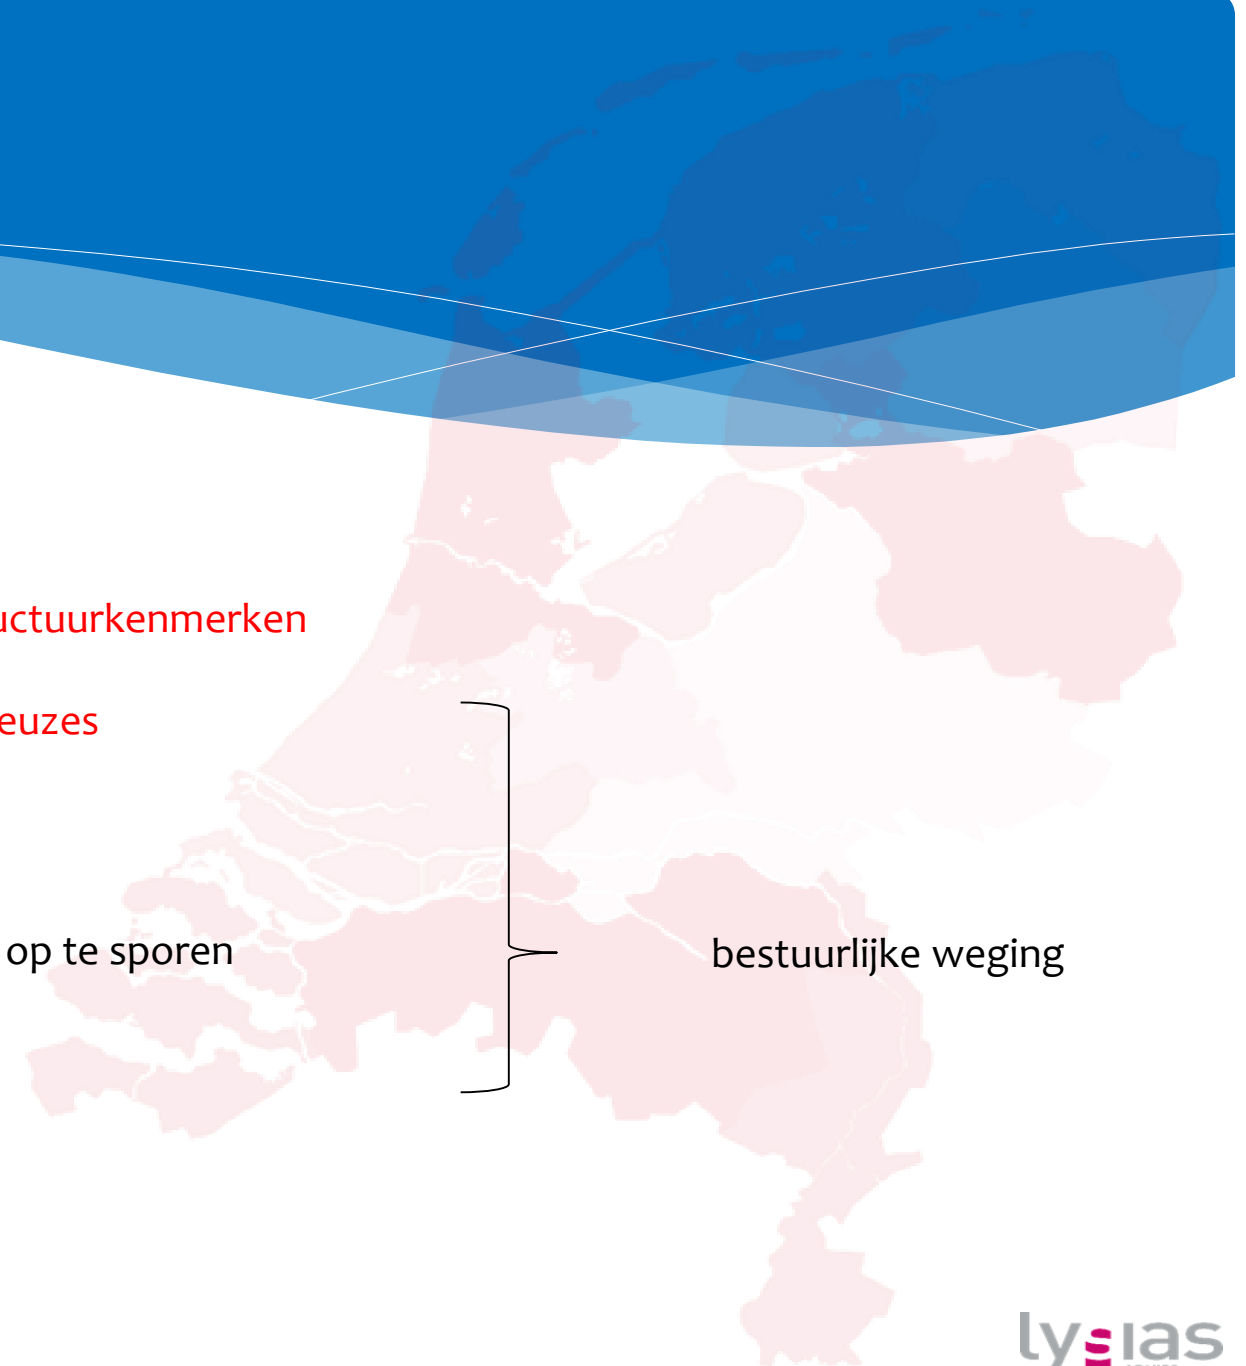 uctuurkenmerken
euzes
op te sporen
bestuurlijke weging
lysias